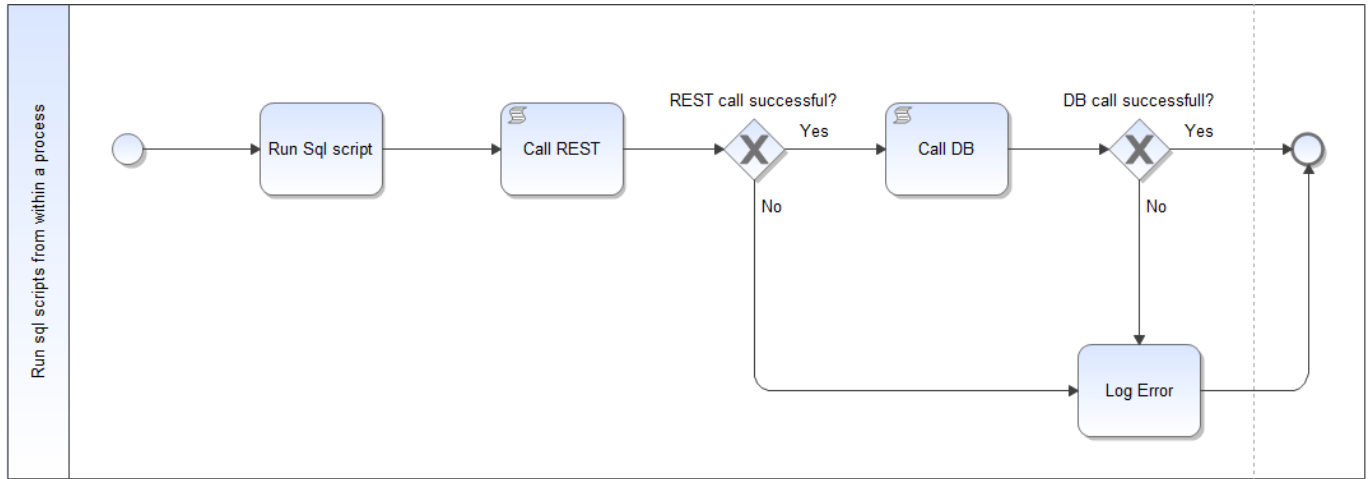 Run sql scripts from within a process
Run Sql script
Call REST
REST call successful?
Yes
No
Call DB
DB call successfull?
Yes
No
Log Error